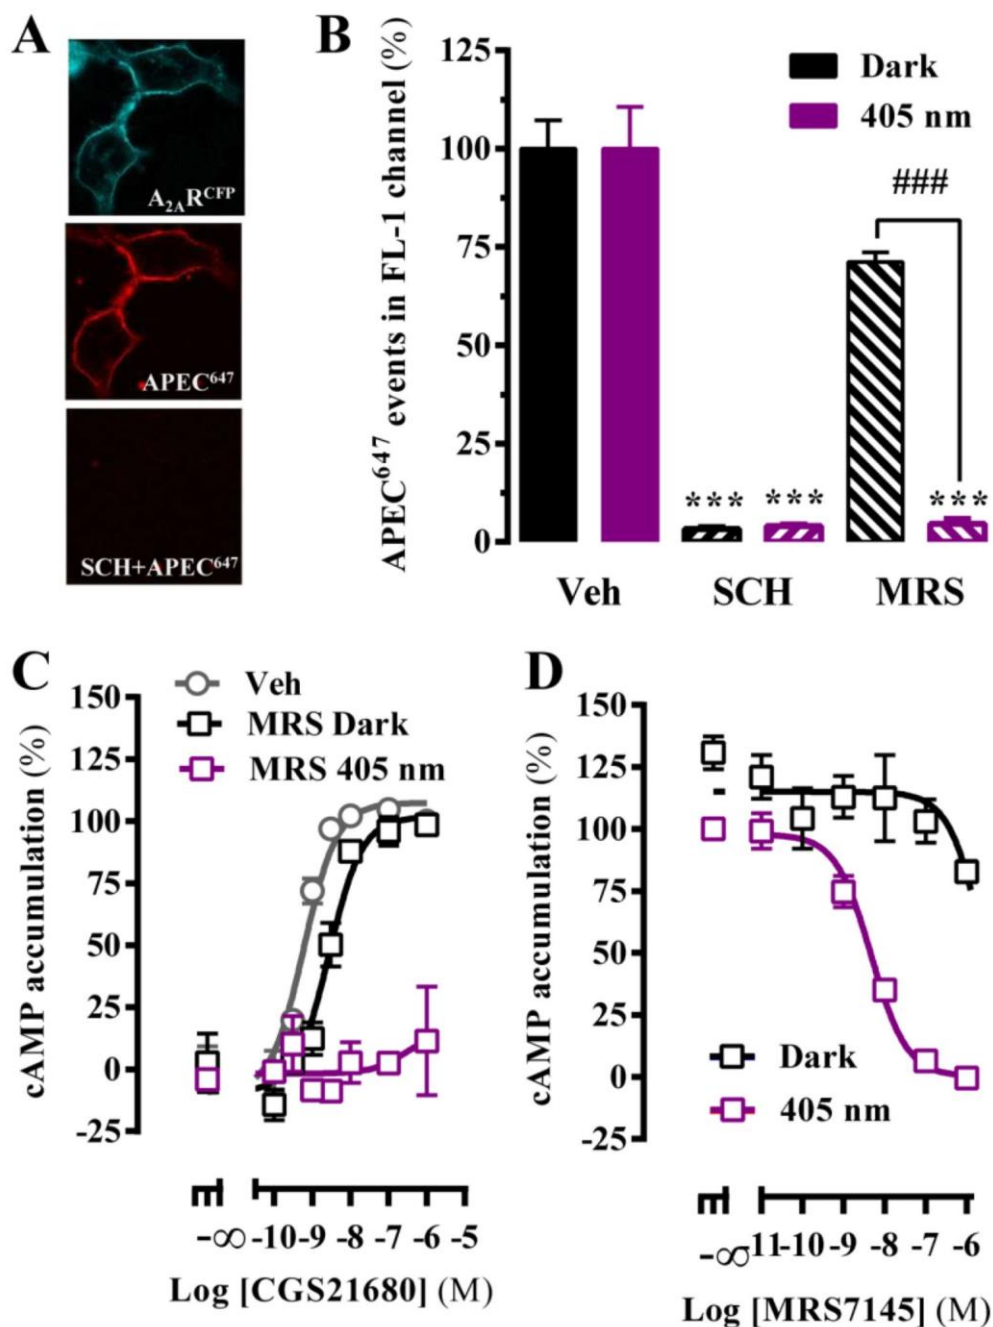 A
A2ARCFP
APEC647
SCH+APEC647
B
APEC647 events in FL-1 channel (%)
125
100
75
50
25
0
Dark
405 nm
###
***
***
***
Veh
SCH
MRS
C
cAMP accumulation (%)
150
125
100
75
50
25
0
-25
Veh
MRS Dark
MRS 405 nm
-∞
-10
-9
-8
-7
-6
-5
Log [CGS21680] (M)
D
cAMP accumulation (%)
150
125
100
75
50
25
0
-25
Dark
405 nm
-∞
11
-10
-9
-8
-7
-6
Log [MRS7145] (M)